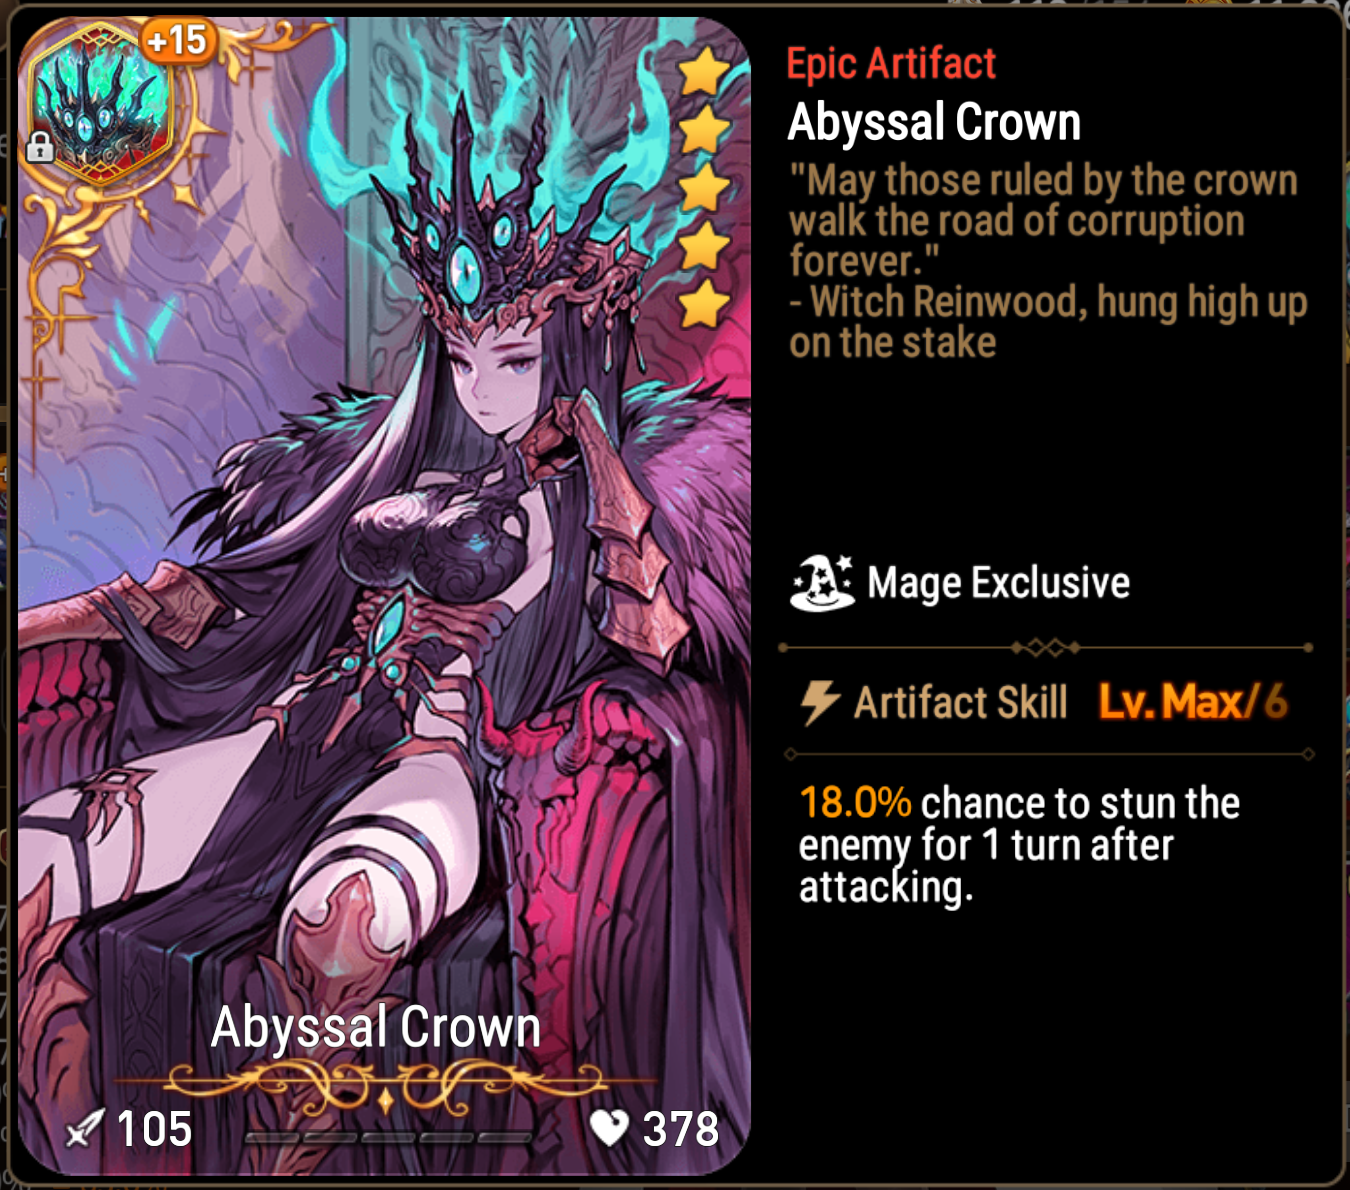 +15
Epic Artifact
Abyssal Crown
"May those ruled by the crown
walk the road of corruption
forever."
- Witch Reinwood, hung high up
on the stake
Mage Exclusive
Artifact Skill Lv. Max/6
18.0% chance to stun the
enemy for 1 turn after
attacking.
Abyssal Crown
105
378